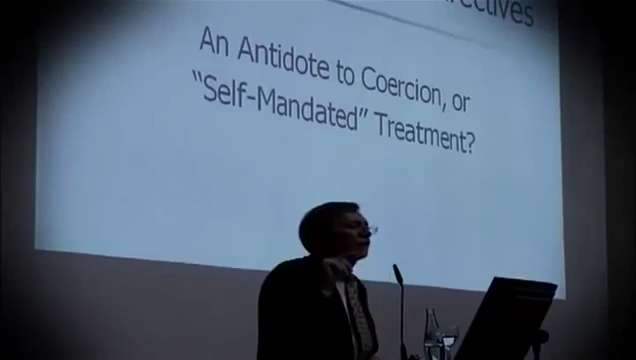 An Antidote to Coercion, or
“Self-Mandated” Treatment?